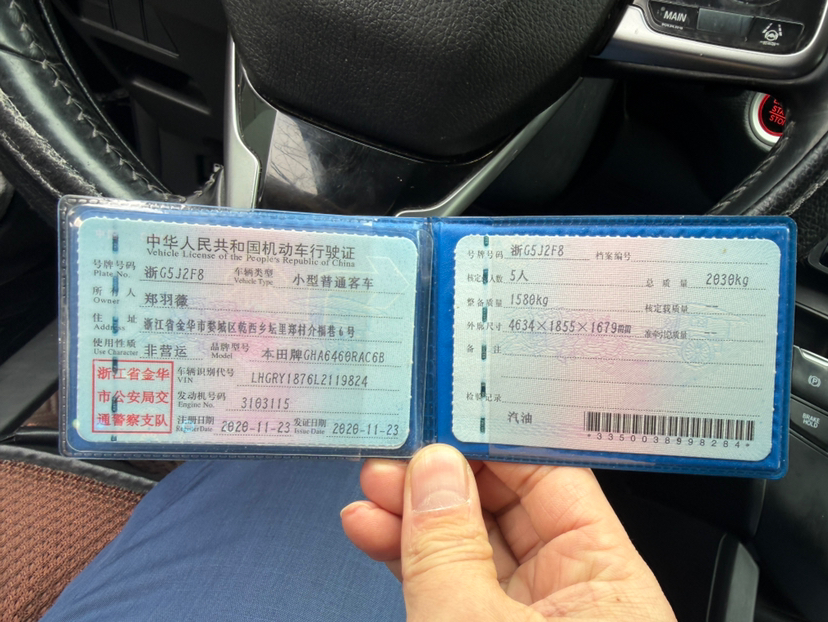 MAIN
START
STOP
中华人民共和国机动车行驶证
Vehicle License of the People's Republic of China
号牌号码 浙G5J2F8 车辆类型 小型普通客车
Plate No. Vehicle Type
所有人 郑羽薇
Owner
住址 浙江省金华市婺城区乾西乡坛里郑村介福巷6号
Address
使用性质 非营运 品牌型号 本田牌GHA6460RAC6B
Use Character Model
浙江省金华
市公安局交
通警察支队
车辆识别代号 LHGRY1876L2119824
VIN
发动机号码 3103115
Engine No.
注册日期 2020-11-23 发证日期 2020-11-23
Register Date Issue Date
号牌号码 浙G5J2F8 档案编号
核定载人数 5人 总质量 2030kg
整备质量 1580kg 核定载质量 --
外廓尺寸 4634×1855×1679mm 准牵引总质量 --
备注
检验记录
汽油
*3350038998284*
P
BRAKE
HOLD